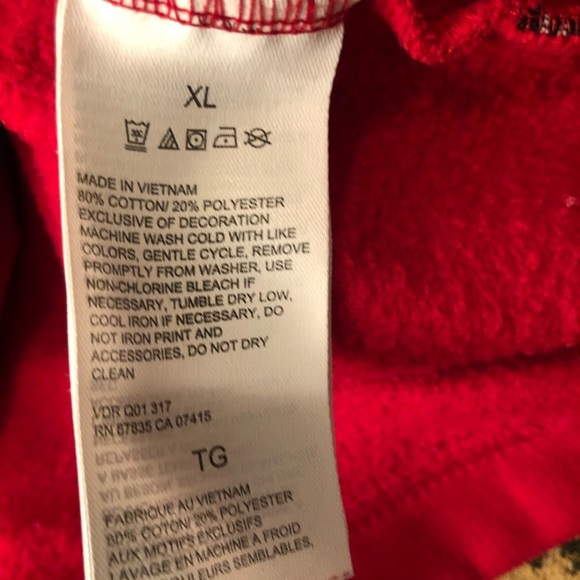 XL
MADE IN VIETNAM
80% COTTON/ 20% POLYESTER
EXCLUSIVE OF DECORATION
MACHINE WASH COLD WITH LIKE
COLORS, GENTLE CYCLE, REMOVE
PROMPTLY FROM WASHER, USE
NON-CHLORINE BLEACH IF
NECESSARY, TUMBLE DRY LOW,
COOL IRON IF NECESSARY, DO
NOT IRON PRINT AND
ACCESSORIES, DO NOT DRY
CLEAN
VDR Q01 317
RN 67835 CA 07415
TG
FABRIQUE AU VIETNAM
80% COTON/ 20% POLYESTER
AUX MOTIFS EXCLUSIFS
LAVAGE EN MACHINE A FROID
COULEURS SEMBLABLES,